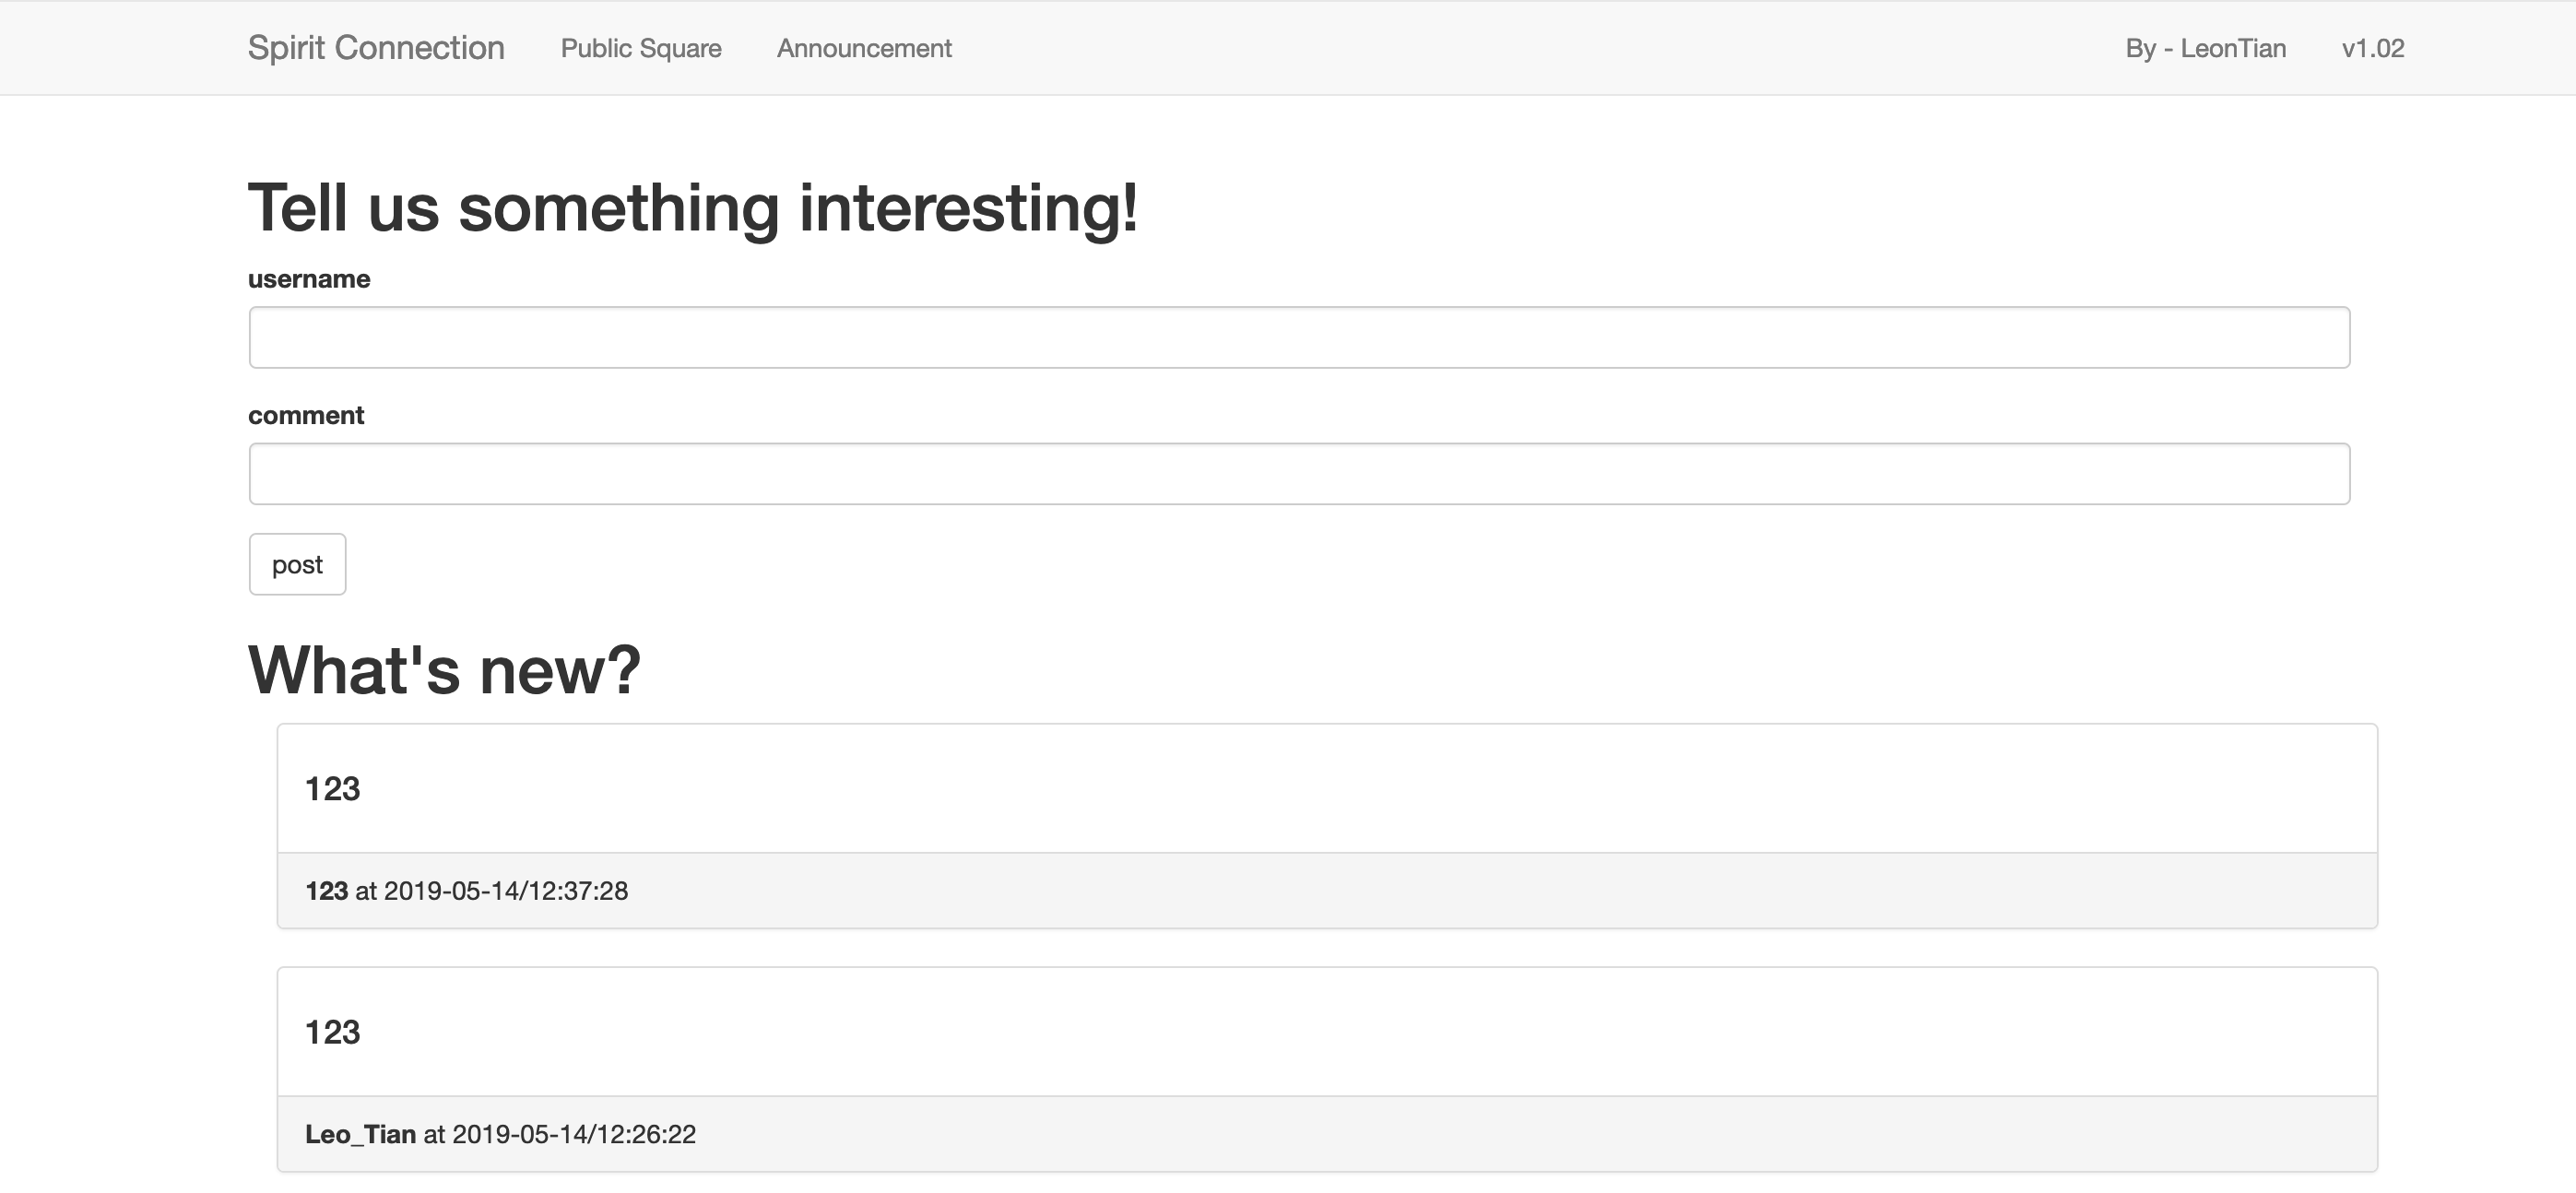 Spirit Connection Public Square Announcement By - LeonTian v1.02
Tell us something interesting!
username
comment
post
What's new?
123
123 at 2019-05-14/12:37:28
123
Leo_Tian at 2019-05-14/12:26:22